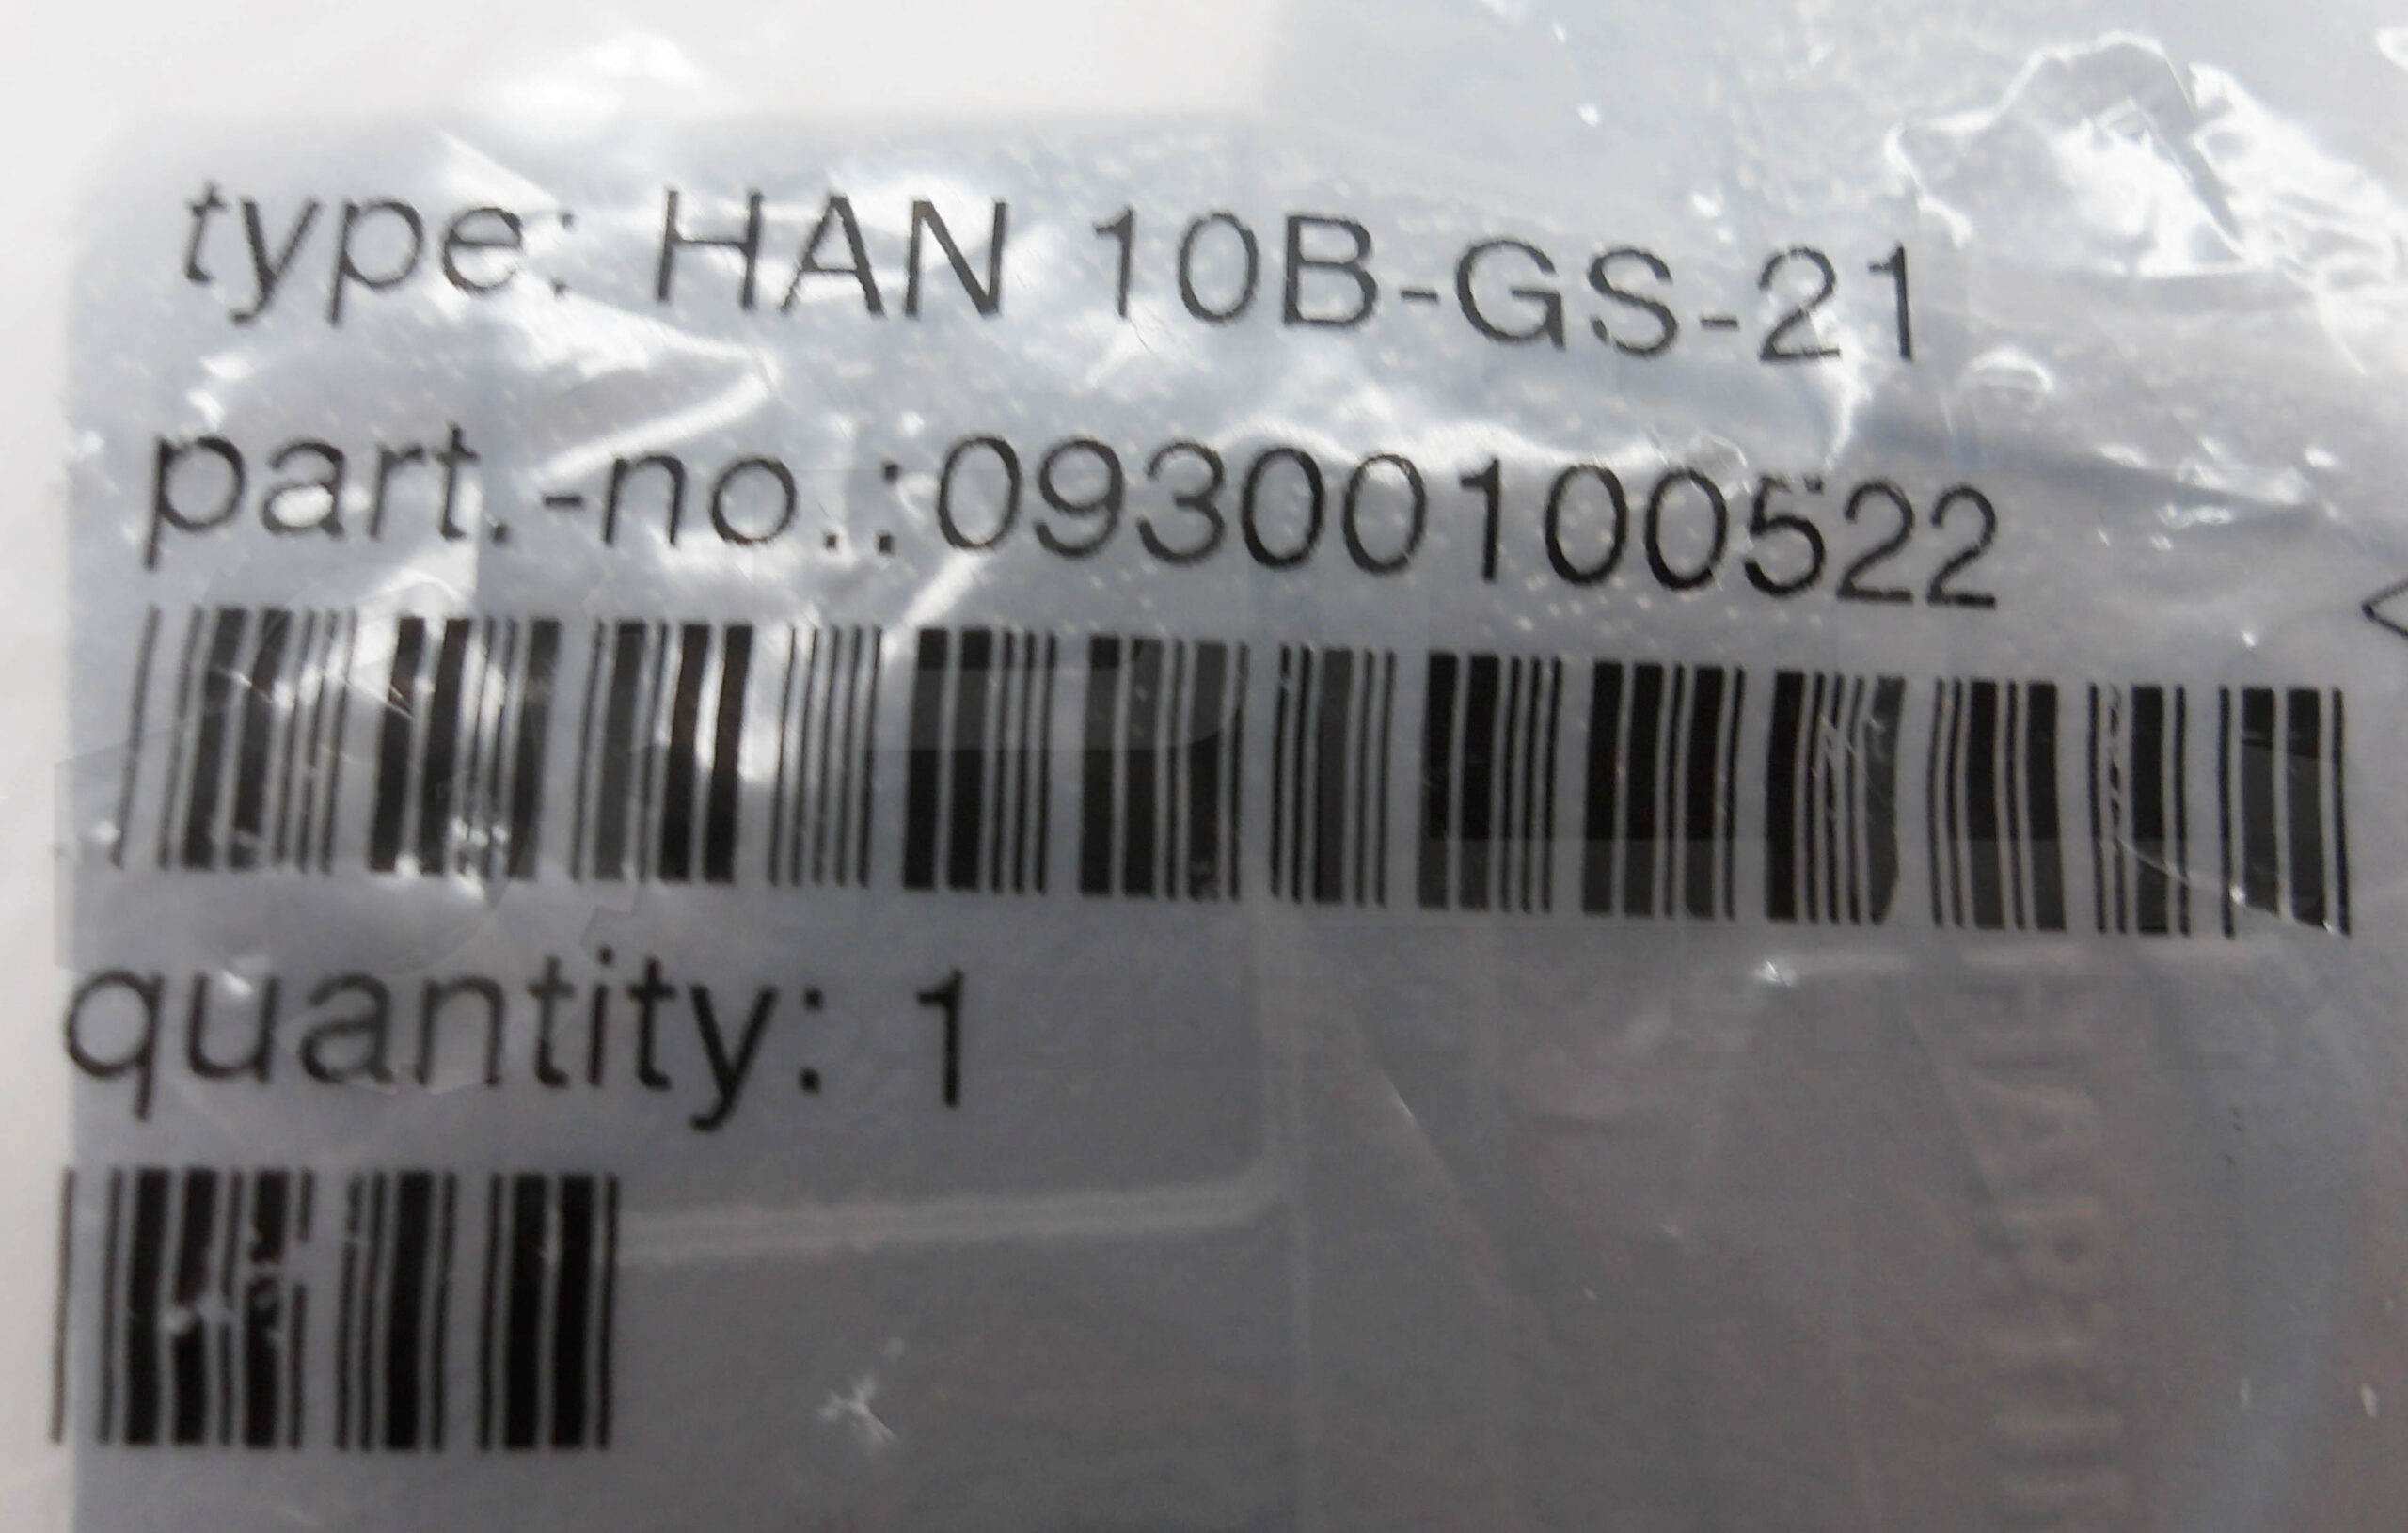 type: HAN 10B-GS-21
part.-no.:09300100522
quantity: 1